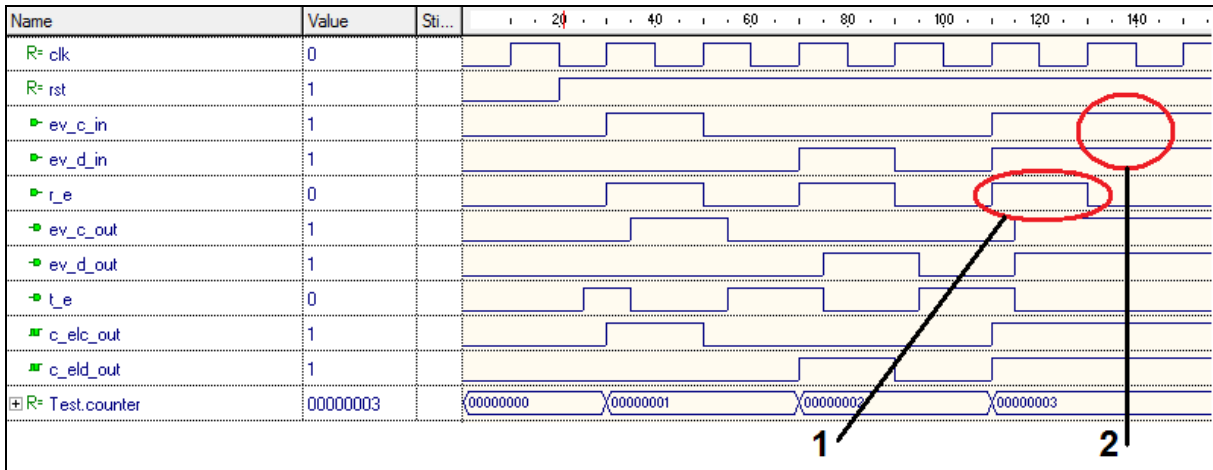 Name Value Sti... 20 40 60 80 100 120 140
R= clk 0
R= rst 1
ev_c_in 1
ev_d_in 1
r_e 0
ev_c_out 1
ev_d_out 1
t_e 0
c_elc_out 1
c_eld_out 1
R= Test.counter 00000003 00000000 00000001 00000002 00000003
1 2